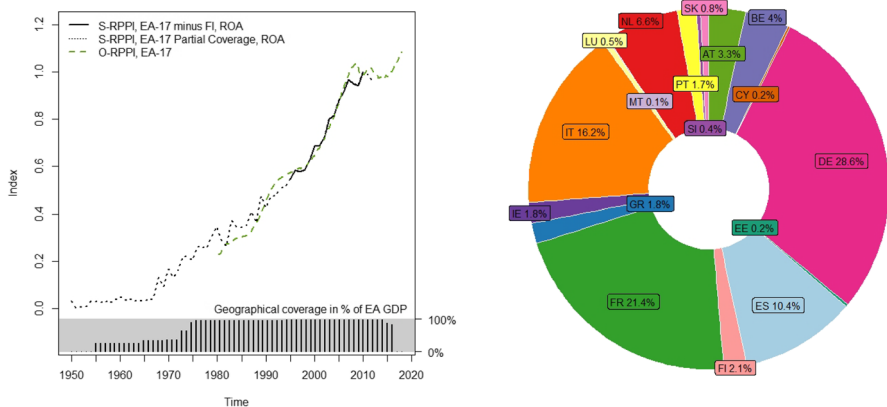 S-RPPI, EA-17 minus FI, ROA
S-RPPI, EA-17 Partial Coverage, ROA
O-RPPI, EA-17
Index
1.2
1.0
0.8
0.6
0.4
0.2
0.0
Geographical coverage in % of EA GDP
100%
0%
1950 1960 1970 1980 1990 2000 2010 2020
Time
SK 0.8%
NL 6.6%
BE 4%
LU 0.5%
AT 3.3%
PT 1.7%
CY 0.2%
MT 0.1%
SI 0.4%
IT 16.2%
DE 28.6%
IE 1.8%
GR 1.8%
EE 0.2%
FR 21.4%
ES 10.4%
FI 2.1%